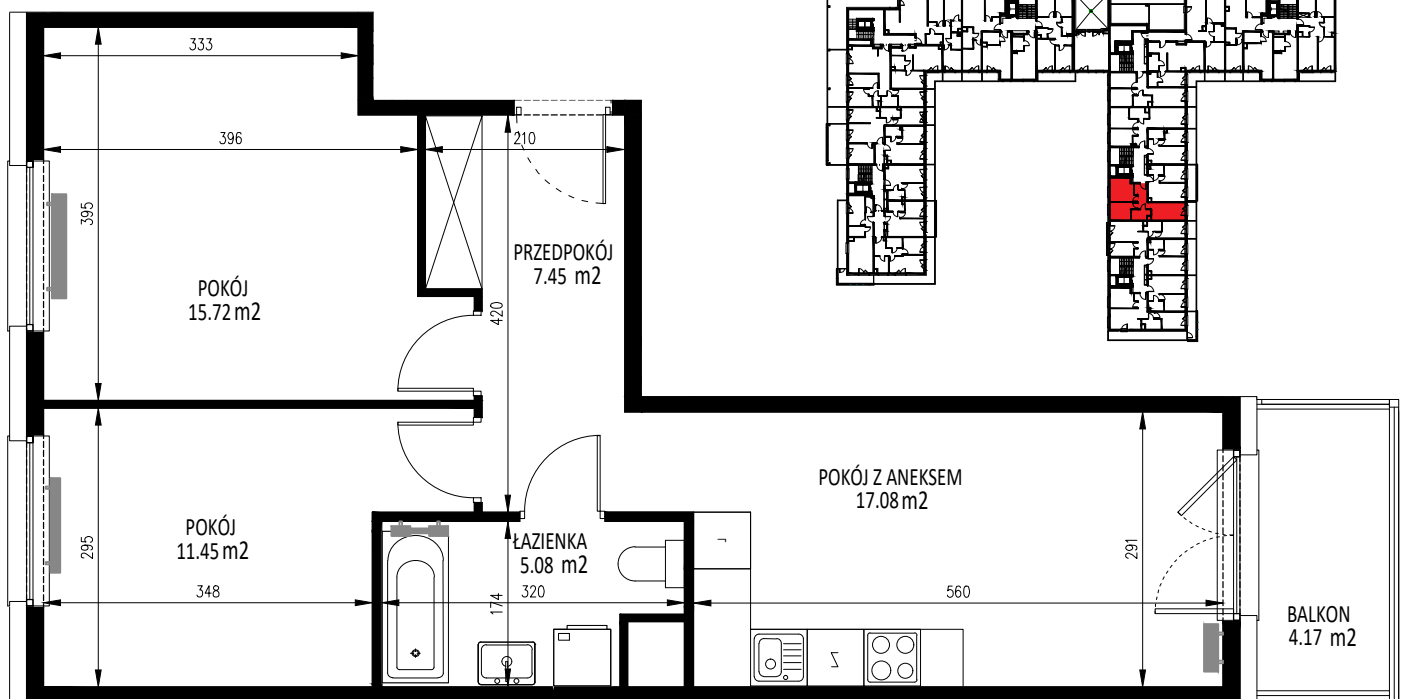 333
396
210
395
PRZEDPOKÓJ
7.45 m2
POKÓJ
15.72 m2
420
POKÓJ Z ANEKSEM
17.08 m2
291
POKÓJ
11.45 m2
295
348
ŁAZIENKA
5.08 m2
320
174
560
BALKON
4.17 m2